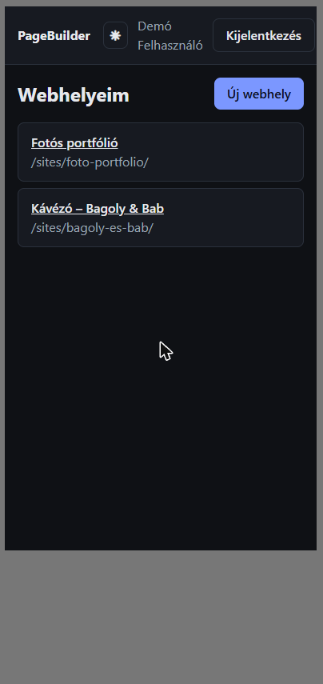 PageBuilder
Demó
Felhasználó
Kijelentkezés
Webhelyeim
Új webhely
Fotós portfólió
/sites/foto-portfolio/
Kávézó – Bagoly & Bab
/sites/bagoly-es-bab/